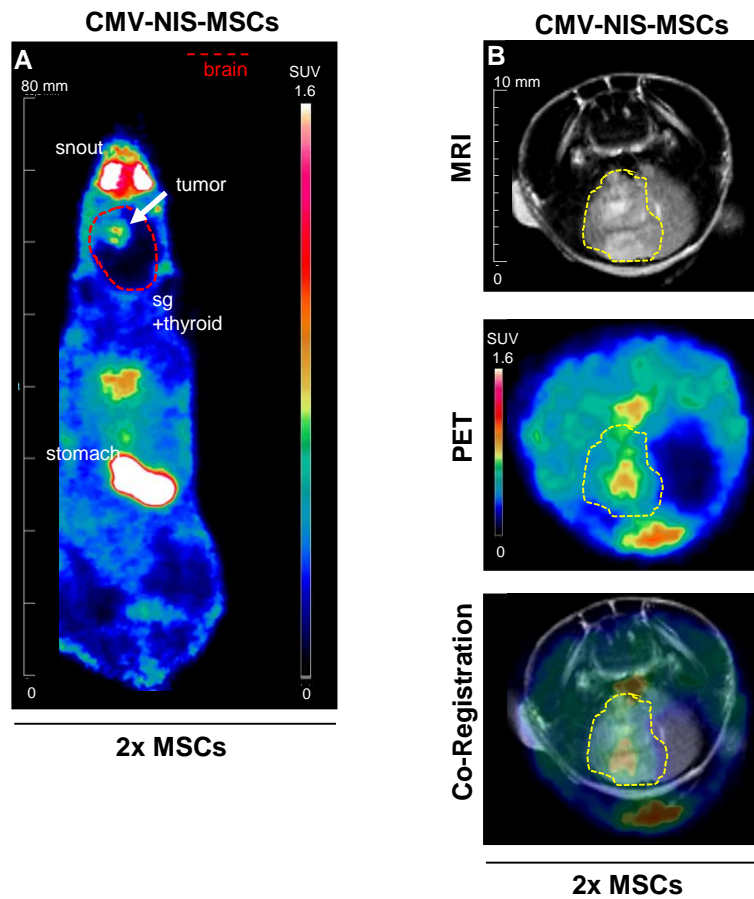 CMV-NIS-MSCs
A
brain
80 mm
SUV
1.6
snout
tumor
sg
+thyroid
stomach
0
0
2x MSCs
CMV-NIS-MSCs
B
10 mm
MRI
0
SUV
1.6
PET
0
Co-Registration
2x MSCs